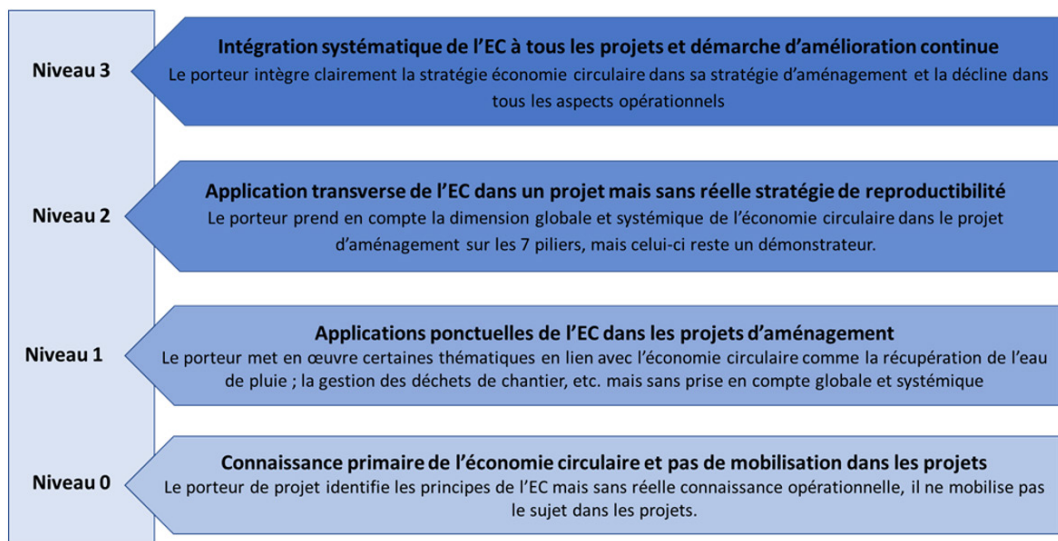 Niveau 3
Intégration systématique de l’EC à tous les projets et démarche d’amélioration continue
Le porteur intègre clairement la stratégie économie circulaire dans sa stratégie d’aménagement et la décline dans
tous les aspects opérationnels
Niveau 2
Application transverse de l’EC dans un projet mais sans réelle stratégie de reproductibilité
Le porteur prend en compte la dimension globale et systémique de l’économie circulaire dans le projet
d’aménagement sur les 7 piliers, mais celui-ci reste un démonstrateur.
Niveau 1
Applications ponctuelles de l’EC dans les projets d’aménagement
Le porteur met en œuvre certaines thématiques en lien avec l’économie circulaire comme la récupération de l’eau
de pluie ; la gestion des déchets de chantier, etc. mais sans prise en compte globale et systémique
Niveau 0
Connaissance primaire de l’économie circulaire et pas de mobilisation dans les projets
Le porteur de projet identifie les principes de l’EC mais sans réelle connaissance opérationnelle, il ne mobilise pas
le sujet dans les projets.